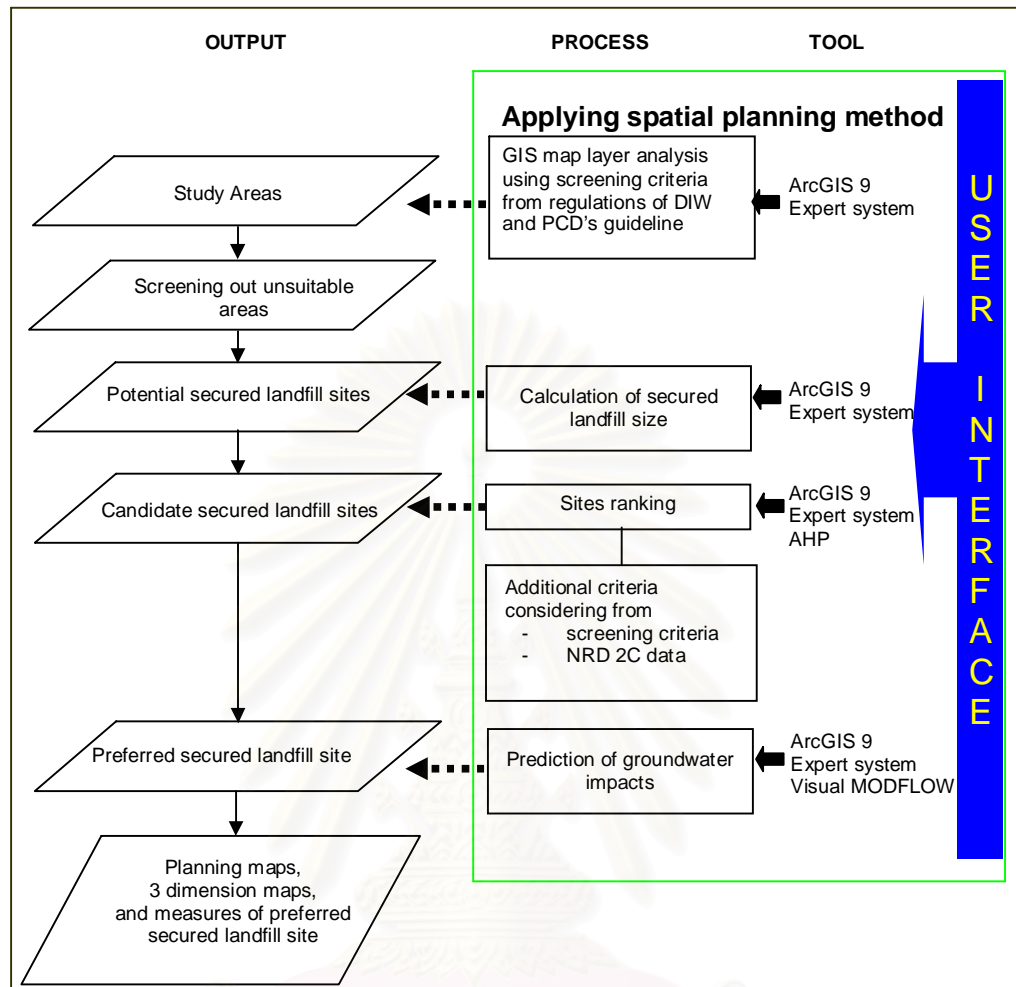 OUTPUT
PROCESS
TOOL
Applying spatial planning method
Study Areas
GIS map layer analysis
using screening criteria
from regulations of DIW
and PCD's guideline
ArcGIS 9
Expert system
Screening out unsuitable
areas
Potential secured landfill sites
Calculation of secured
landfill size
ArcGIS 9
Expert system
Candidate secured landfill sites
Sites ranking
ArcGIS 9
Expert system
AHP
Additional criteria
considering from
- screening criteria
- NRD 2C data
Preferred secured landfill site
Prediction of groundwater
impacts
ArcGIS 9
Expert system
Visual MODFLOW
Planning maps,
3 dimension maps,
and measures of preferred
secured landfill site
USER INTERFACE